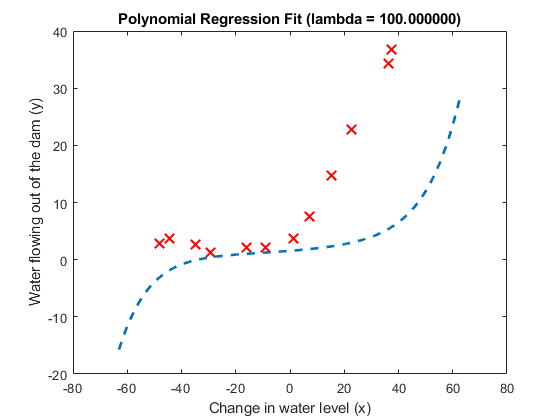 Polynomial Regression Fit (lambda = 100.000000)
40
30
20
10
0
-10
-20
Water flowing out of the dam (y)
-80 -60 -40 -20 0 20 40 60 80
Change in water level (x)